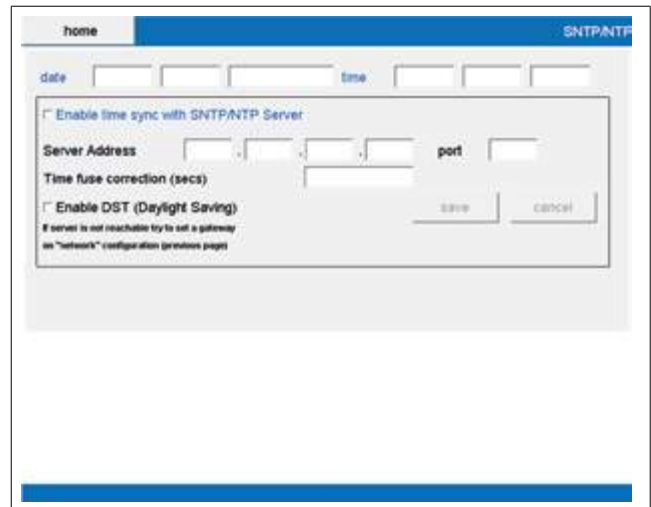 home SNTP/NTP
date time
Enable time sync with SNTP/NTP Server
Server Address . . . port
Time fuse correction (secs)
Enable DST (Daylight Saving) save cancel
If server is not reachable try to set a gateway
on "network" configuration (previous page)